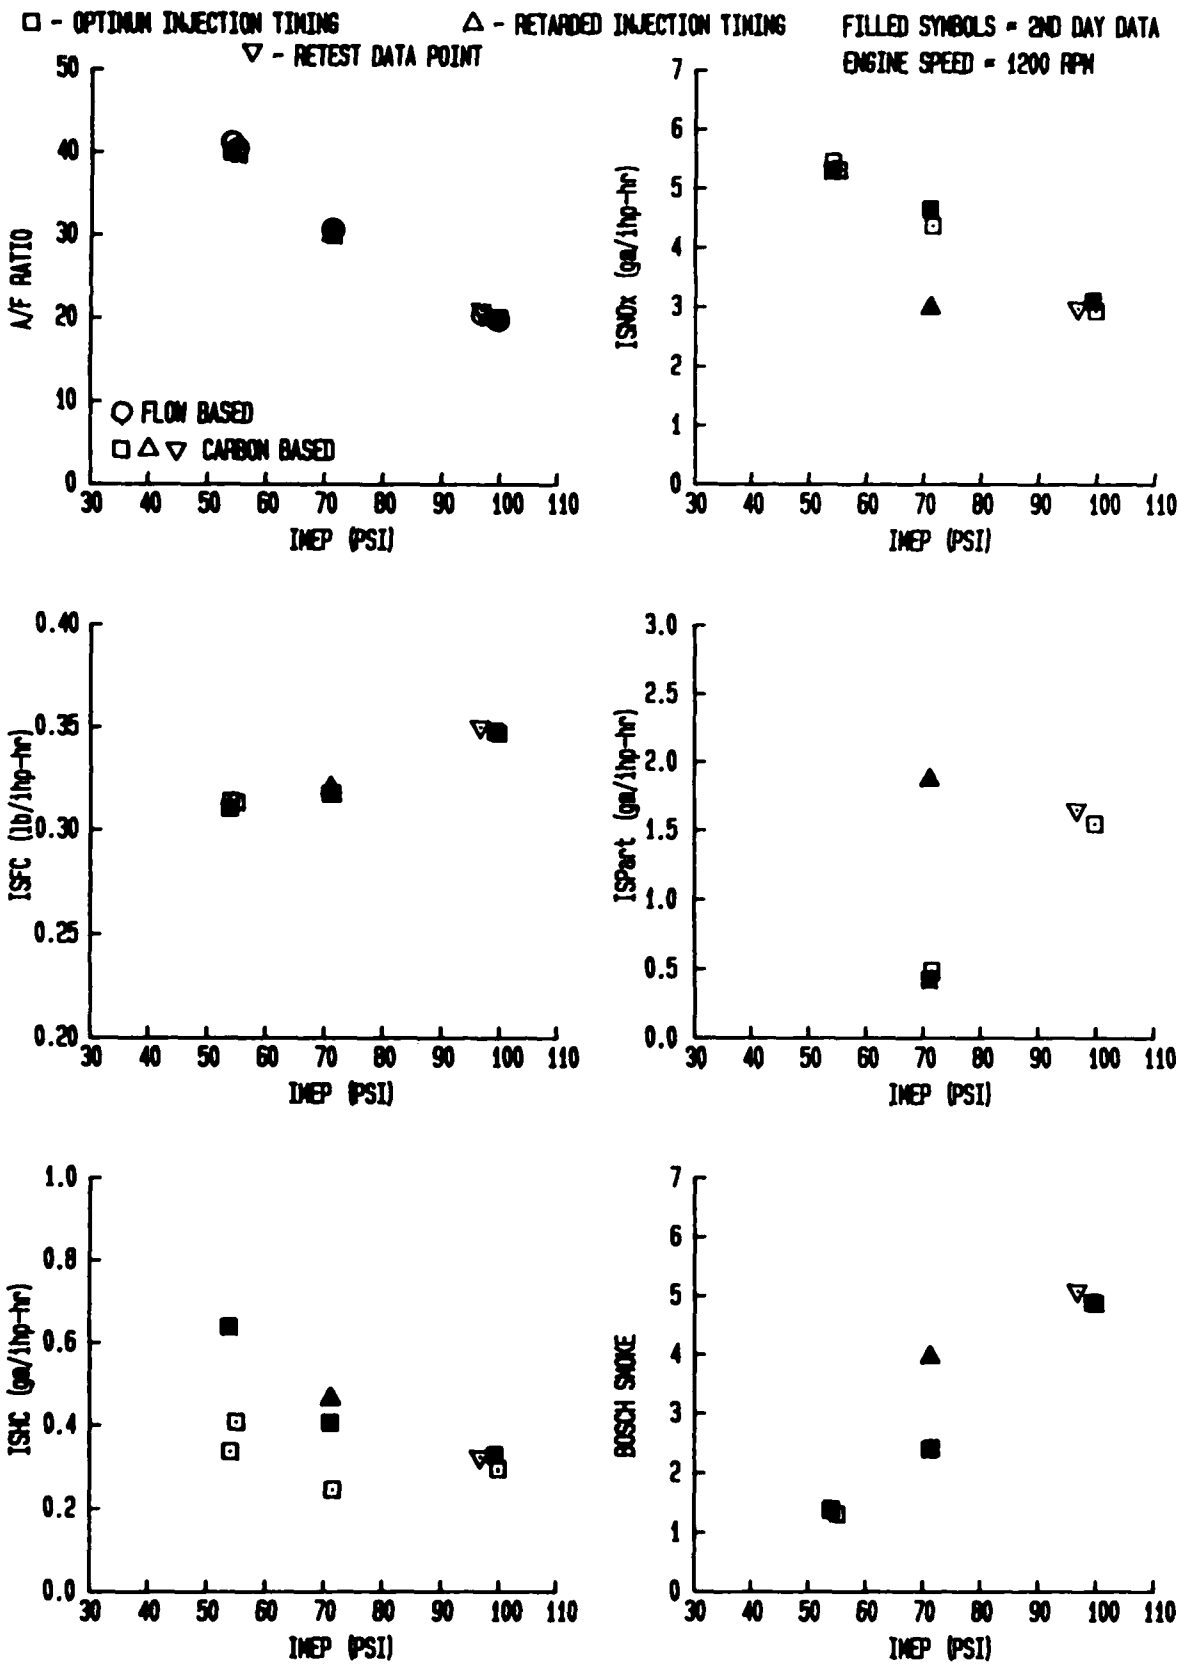 □ - OPTIMUM INJECTION TIMING △ - RETARDED INJECTION TIMING FILLED SYMBOLS = 2ND DAY DATA
▽ - RETEST DATA POINT ENGINE SPEED = 1200 RPM
50
40
30
20
10
0
A/F RATIO
○ FLOW BASED
□ △ ▽ CARBON BASED
30 40 50 60 70 80 90 100 110
IMEP (PSI)
7
6
5
4
3
2
1
0
ISNOx (gm/ihp-hr)
30 40 50 60 70 80 90 100 110
IMEP (PSI)
0.40
0.35
0.30
0.25
0.20
ISFC (lb/ihp-hr)
30 40 50 60 70 80 90 100 110
IMEP (PSI)
3.0
2.5
2.0
1.5
1.0
0.5
0.0
ISPart (gm/ihp-hr)
30 40 50 60 70 80 90 100 110
IMEP (PSI)
1.0
0.8
0.6
0.4
0.2
0.0
ISHC (gm/ihp-hr)
30 40 50 60 70 80 90 100 110
IMEP (PSI)
7
6
5
4
3
2
1
0
BOSCH SMOKE
30 40 50 60 70 80 90 100 110
IMEP (PSI)